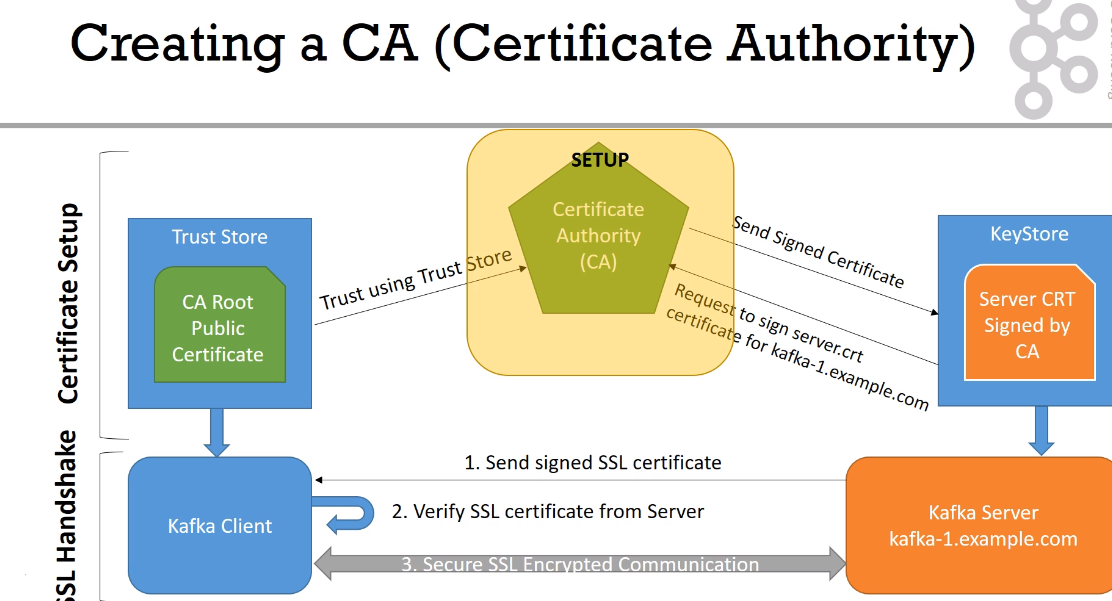 Creating a CA (Certificate Authority)
SETUP
Certificate
Authority
(CA)
Trust Store
CA Root
Public
Certificate
Trust using Trust Store
Send Signed Certificate
Request to sign server.crt
certificate for kafka-1.example.com
KeyStore
Server CRT
Signed by
CA
Certificate Setup
SSL Handshake
1. Send signed SSL certificate
2. Verify SSL certificate from Server
3. Secure SSL Encrypted Communication
Kafka Client
Kafka Server
kafka-1.example.com